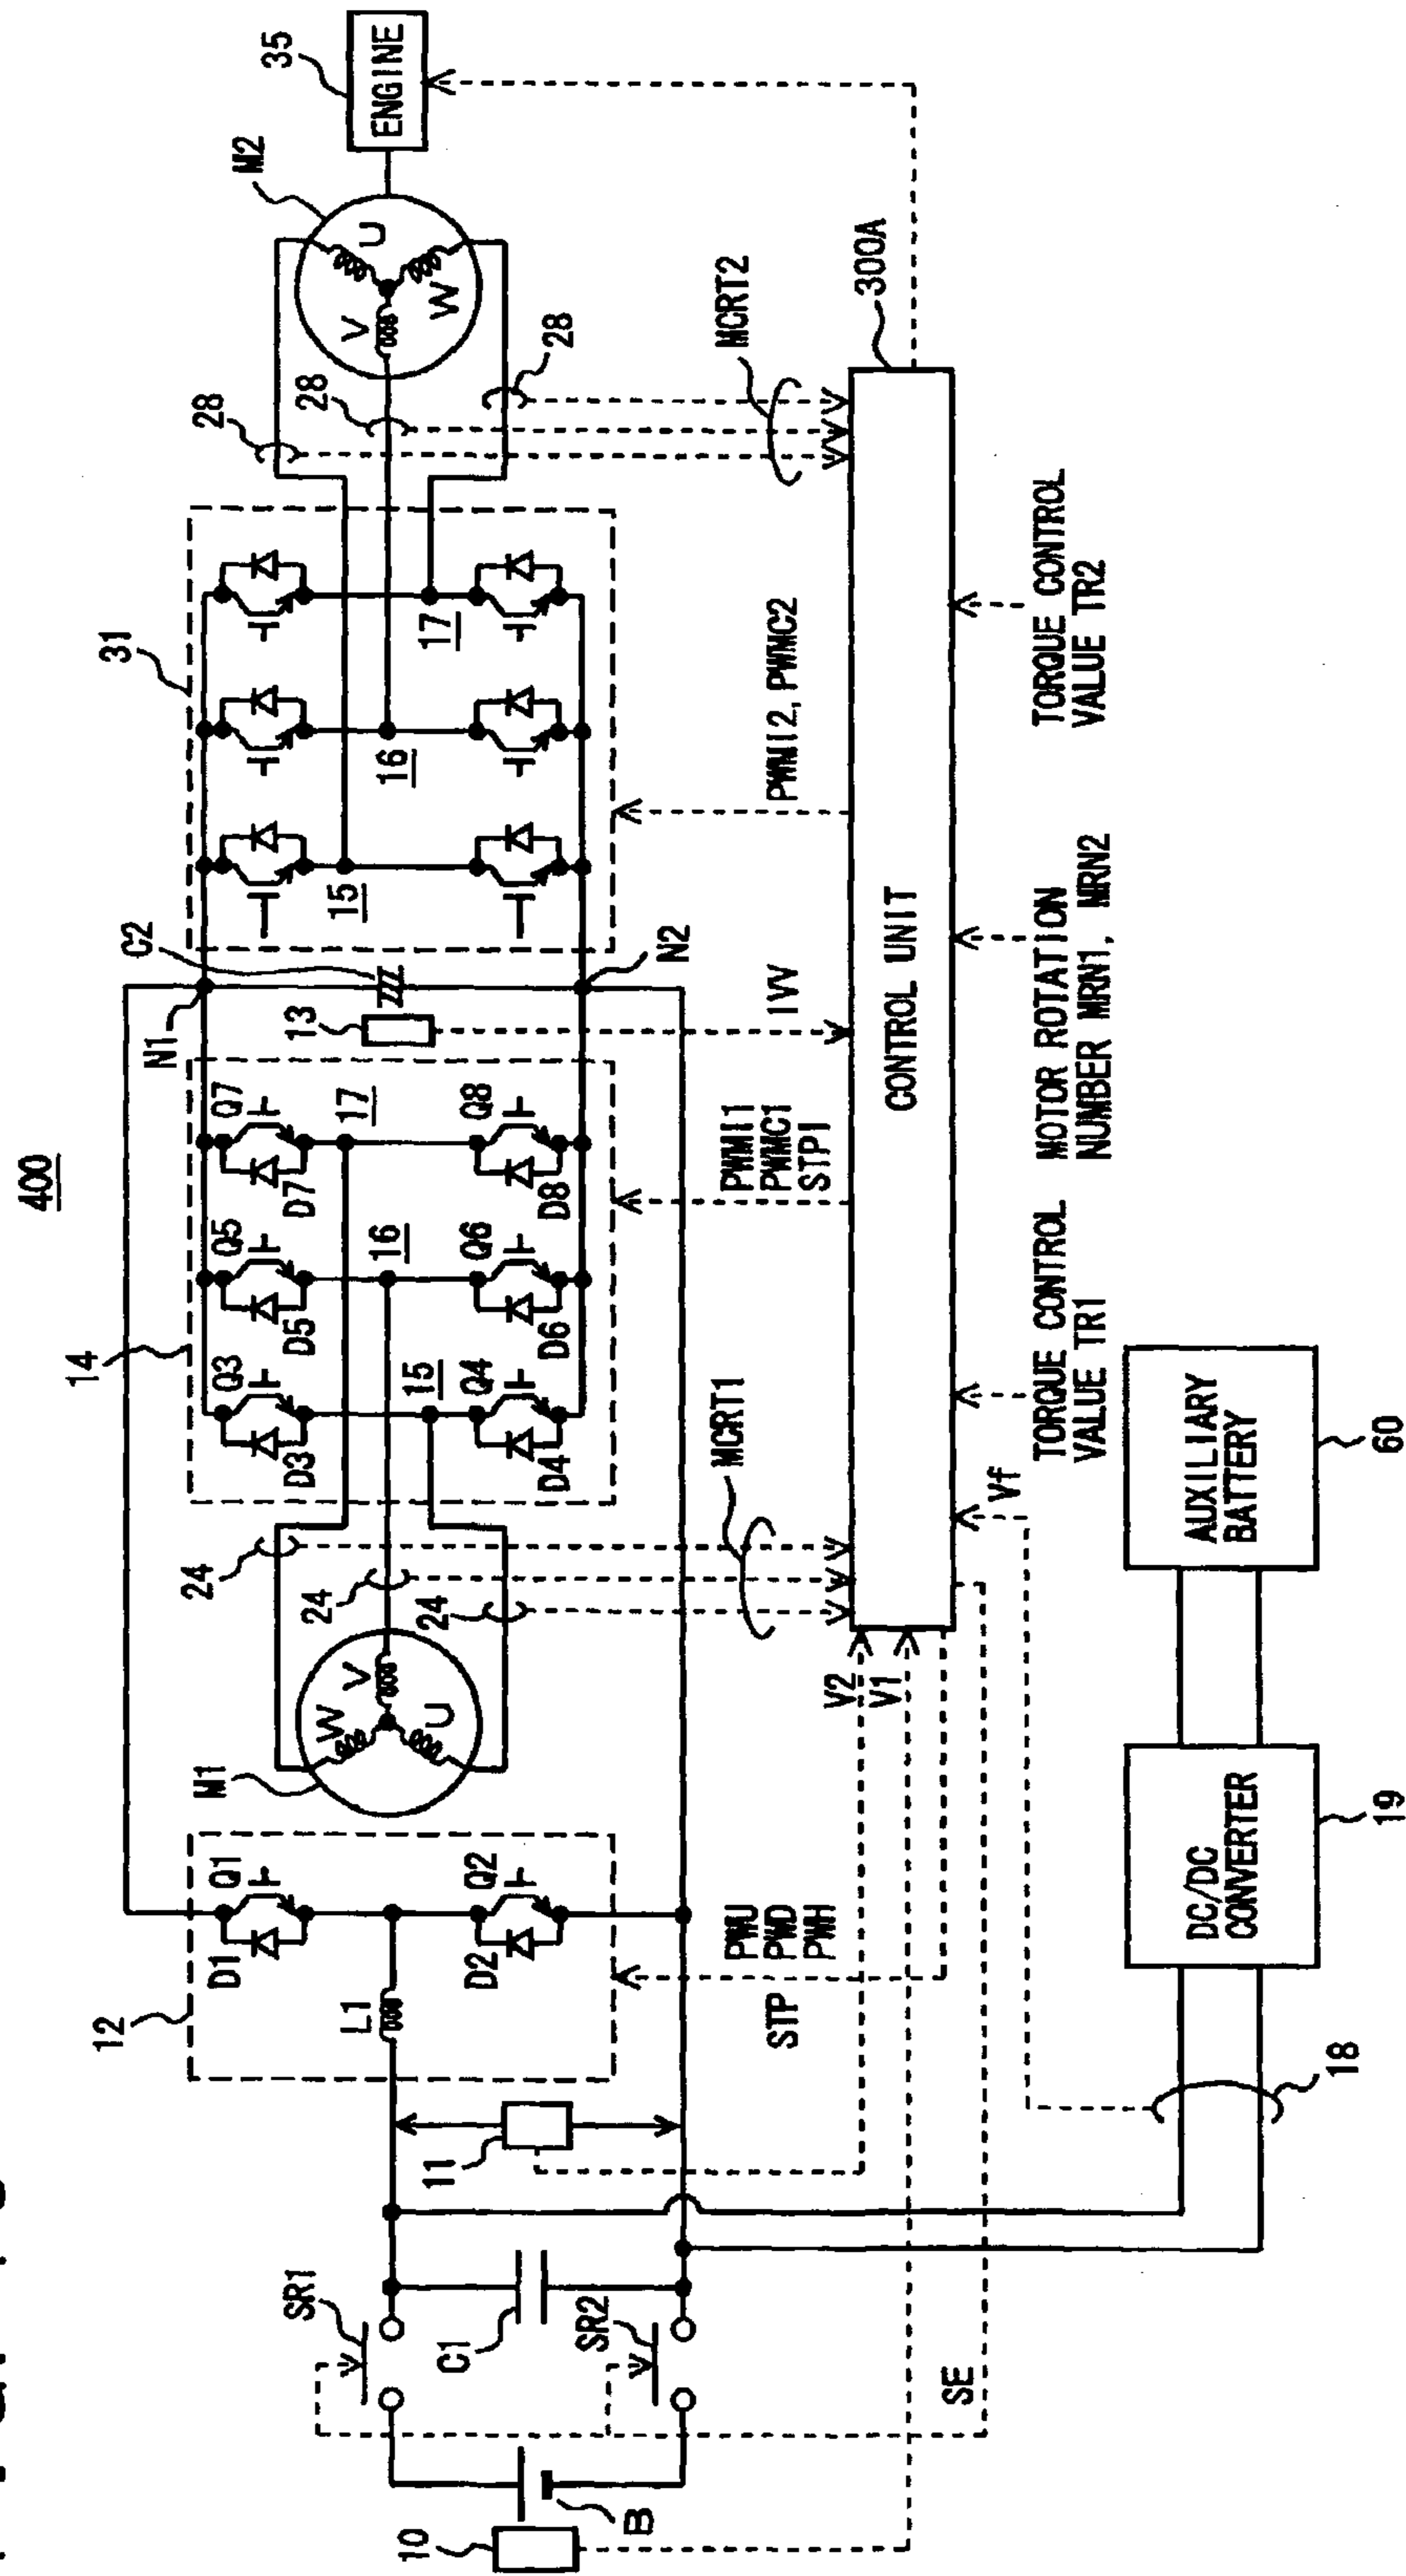 400
35
ENGINE
M2
U
V
W
28
28
28
MCRT2
300A
31
15
16
17
PWMI2, PWMC2
TORQUE CONTROL
VALUE TR2
C2
N1
13
N2
IVV
CONTROL UNIT
MOTOR ROTATION
NUMBER MRN1, MRN2
14
Q3
Q5
Q7
D3
D5
D7
15
16
17
Q4
Q6
Q8
D4
D6
D8
PWMI1
PWMC1
STPI
TORQUE CONTROL
VALUE TR1
24
24
24
MCRT1
M1
W
V
U
V2
V1
Vf
12
Q1
D1
Q2
D2
L1
PWU
PWD
PWH
STP
11
SR1
C1
SR2
SE
10
B
18
DC/DC
CONVERTER
19
AUXILIARY
BATTERY
60